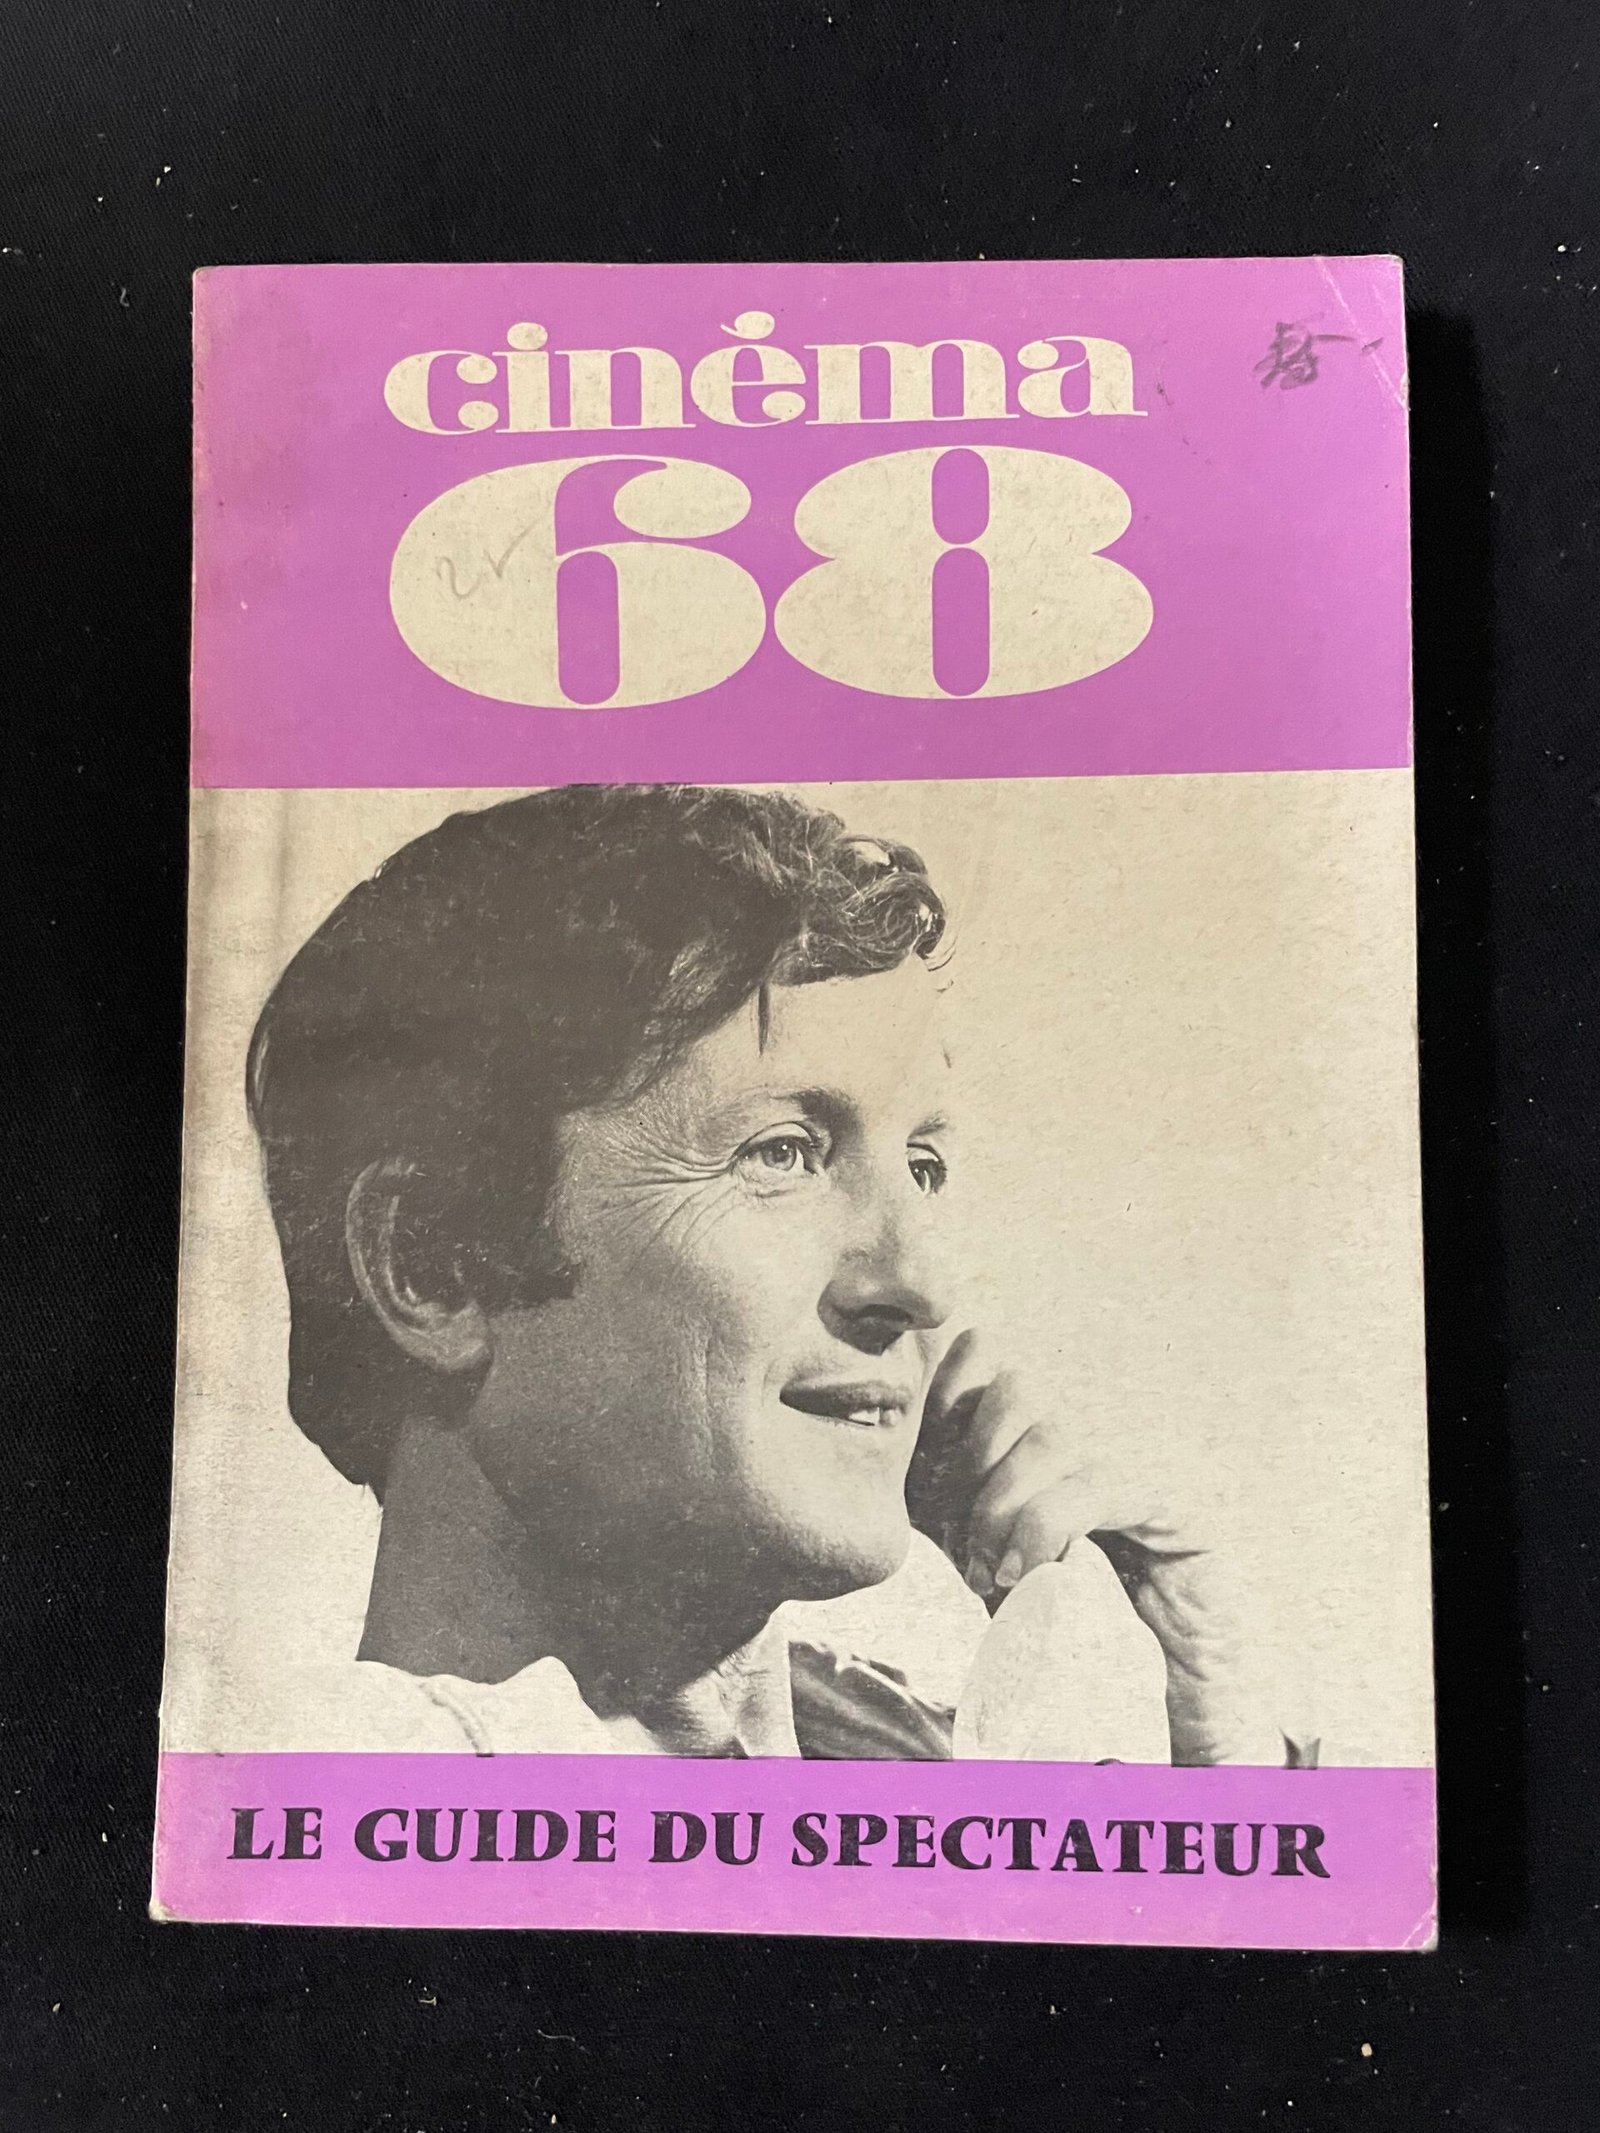 cinéma
68
LE GUIDE DU SPECTATEUR